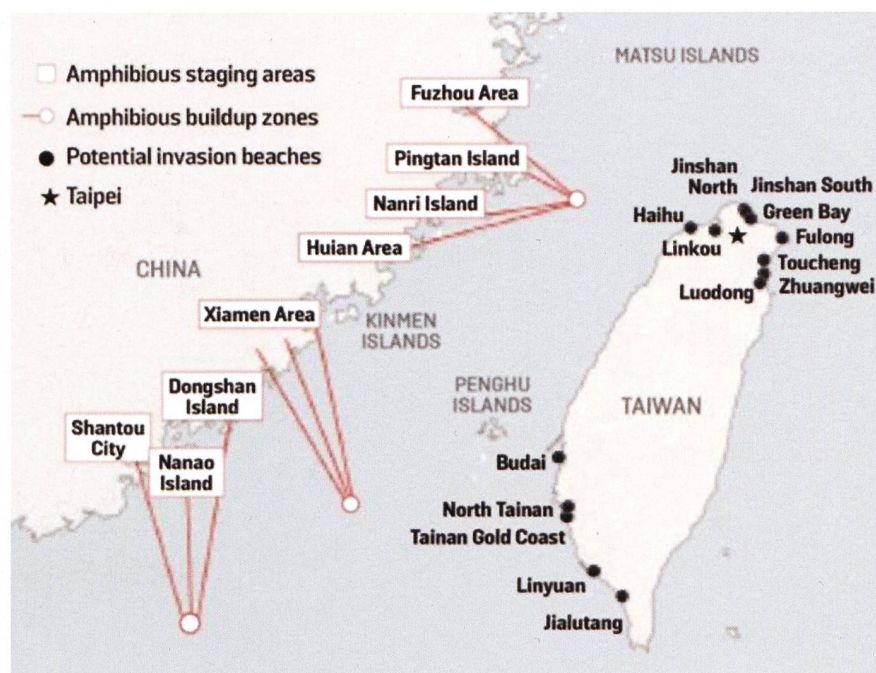 Amphibious staging areas
Amphibious buildup zones
Potential invasion beaches
Taipei
MATSU ISLANDS
Fuzhou Area
Pingtan Island
Nanri Island
Huian Area
CHINA
Xiamen Area
KINMEN
ISLANDS
Dongshan
Island
Shantou
City
Nanao
Island
PENGHU
ISLANDS
TAIWAN
Jinshan
North
Jinshan South
Green Bay
Haihu
Linkou
Fulong
Toucheng
Zhuangwei
Luodong
Budai
North Tainan
Tainan Gold Coast
Linyuan
Jialutang